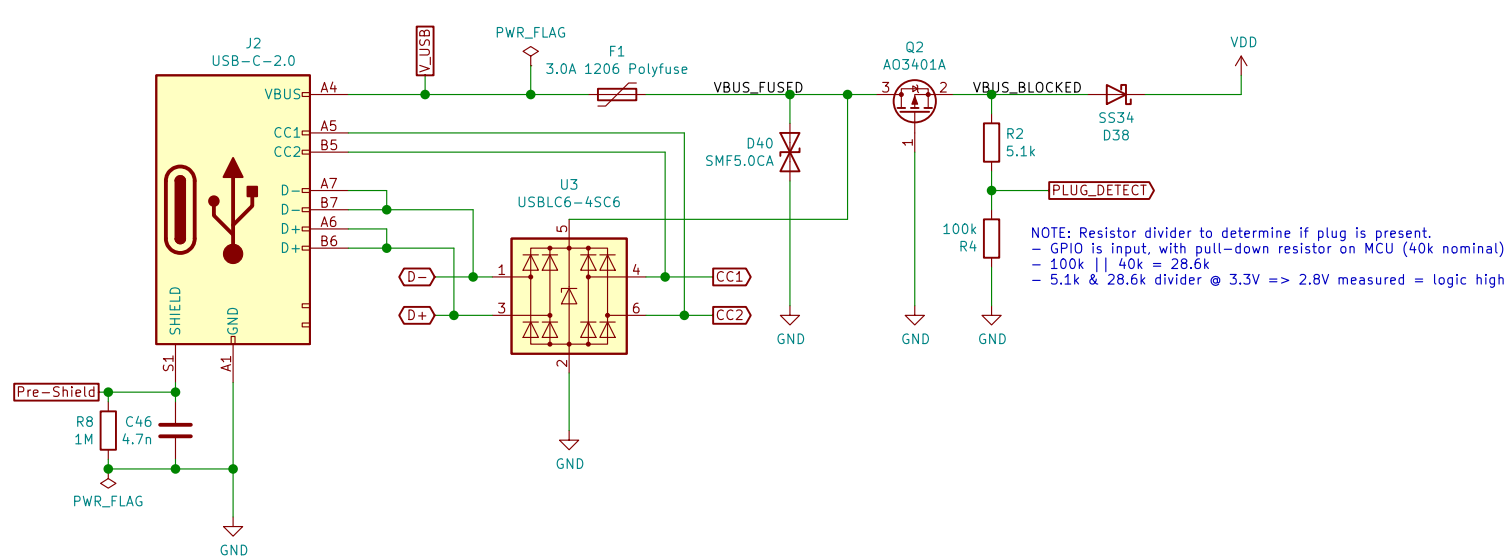 J2
USB-C-2.0
VBUS
A4
CC1
A5
CC2
B5
D-
A7
D-
B7
D+
A6
D+
B6
SHIELD
GND
S1
A1
Pre-Shield
R8
1M
C46
4.7n
PWR_FLAG
GND
V_USB
PWR_FLAG
F1
3.0A 1206 Polyfuse
VBUS_FUSED
D40
SMF5.0CA
GND
U3
USBLC6-4SC6
5
1
3
4
6
2
D-
D+
CC1
CC2
GND
Q2
AO3401A
3
2
1
GND
VBUS_BLOCKED
SS34
D38
VDD
R2
5.1k
PLUG_DETECT
100k
R4
GND
NOTE: Resistor divider to determine if plug is present.
- GPIO is input, with pull-down resistor on MCU (40k nominal)
- 100k || 40k = 28.6k
- 5.1k & 28.6k divider @ 3.3V => 2.8V measured = logic high